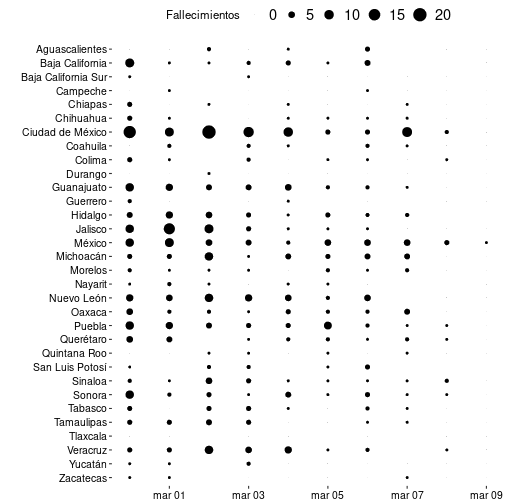 Fallecimientos 0 5 10 15 20
Aguascalientes
Baja California
Baja California Sur
Campeche
Chiapas
Chihuahua
Ciudad de México
Coahuila
Colima
Durango
Guanajuato
Guerrero
Hidalgo
Jalisco
México
Michoacán
Morelos
Nayarit
Nuevo León
Oaxaca
Puebla
Querétaro
Quintana Roo
San Luis Potosí
Sinaloa
Sonora
Tabasco
Tamaulipas
Tlaxcala
Veracruz
Yucatán
Zacatecas
mar 01 mar 03 mar 05 mar 07 mar 09